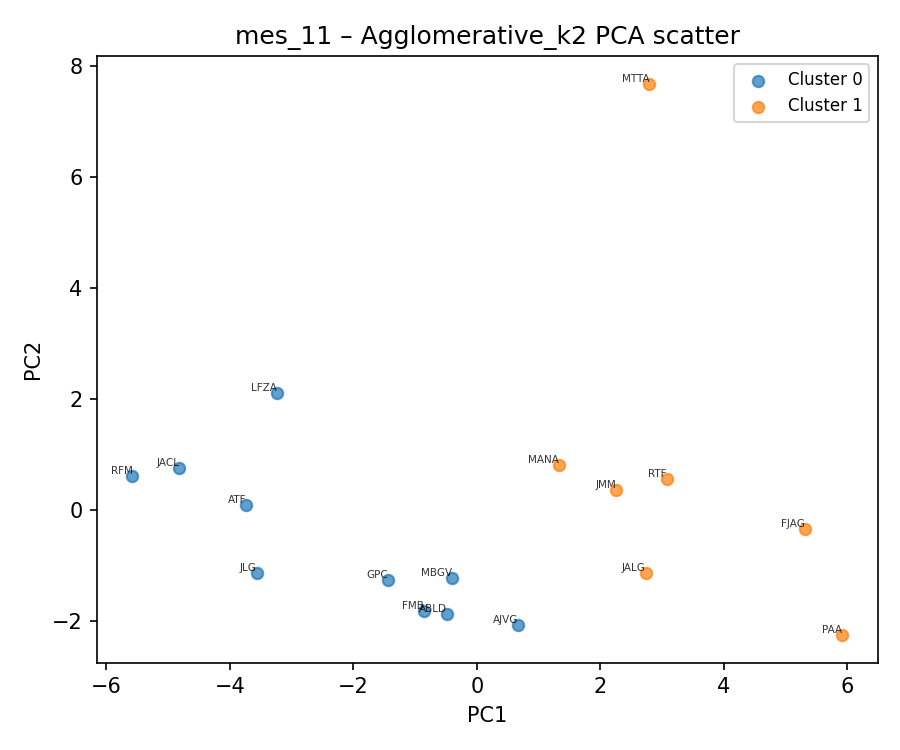 mes_11 – Agglomerative_k2 PCA scatter
Cluster 0
Cluster 1
MTTA
LFZA
RFM
JACL
ATF
JLG
GPC
MBGV
ABLD
AJVG
MANA
JMM
RTF
FJAG
JALG
PAA
8
6
4
2
0
−2
PC2
−6
−4
−2
0
2
4
6
PC1